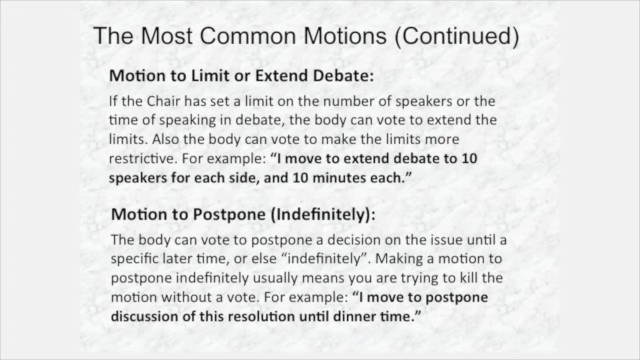 The Most Common Motions (Continued)
Motion to Limit or Extend Debate:
If the Chair has set a limit on the number of speakers or the
time of speaking in debate, the body can vote to extend the
limits. Also the body can vote to make the limits more
restrictive. For example: “I move to extend debate to 10
speakers for each side, and 10 minutes each.”
Motion to Postpone (Indefinitely):
The body can vote to postpone a decision on the issue until a
specific later time, or else “indefinitely”. Making a motion to
postpone indefinitely usually means you are trying to kill the
motion without a vote. For example: “I move to postpone
discussion of this resolution until dinner time.”